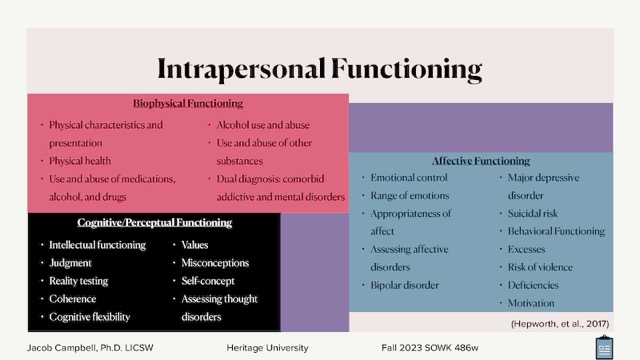 Intrapersonal Functioning
Biophysical Functioning
• Physical characteristics and
presentation
• Physical health
• Use and abuse of medications,
alcohol, and drugs
• Alcohol use and abuse
• Use and abuse of other
substances
• Dual diagnosis: comorbid
addictive and mental disorders
Cognitive/Perceptual Functioning
• Intellectual functioning
• Judgment
• Reality testing
• Coherence
• Cognitive flexibility
• Values
• Misconceptions
• Self-concept
• Assessing thought
disorders
Affective Functioning
• Emotional control
• Range of emotions
• Appropriateness of
affect
• Assessing affective
disorders
• Bipolar disorder
• Major depressive
disorder
• Suicidal risk
• Behavioral Functioning
• Excesses
• Risk of violence
• Deficiencies
• Motivation
(Hepworth, et al., 2017)
Jacob Campbell, Ph.D. LICSW
Heritage University
Fall 2023 SOWK 486w